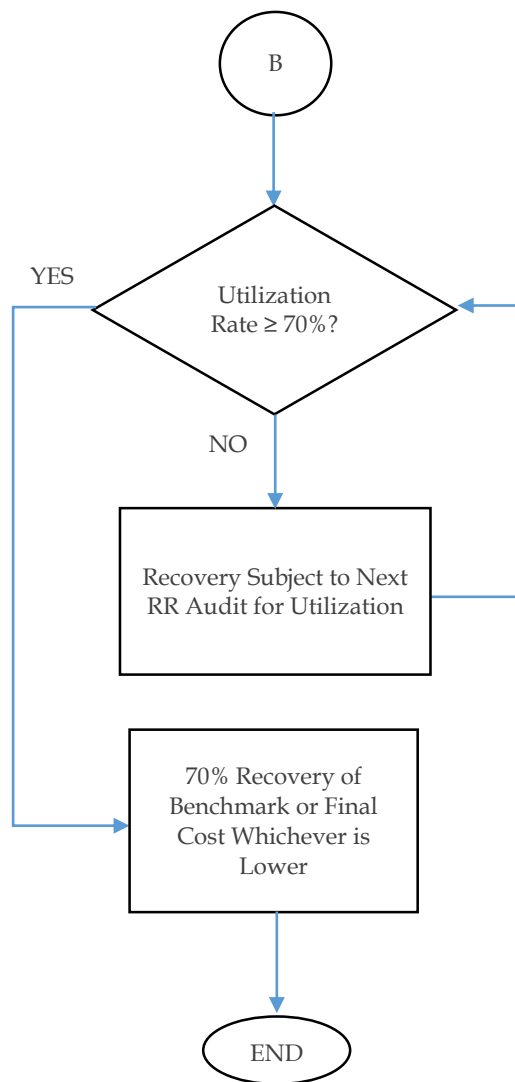 B
YES
Utilization
Rate ≥ 70%?
NO
Recovery Subject to Next
RR Audit for Utilization
70% Recovery of
Benchmark or Final
Cost Whichever is
Lower
END